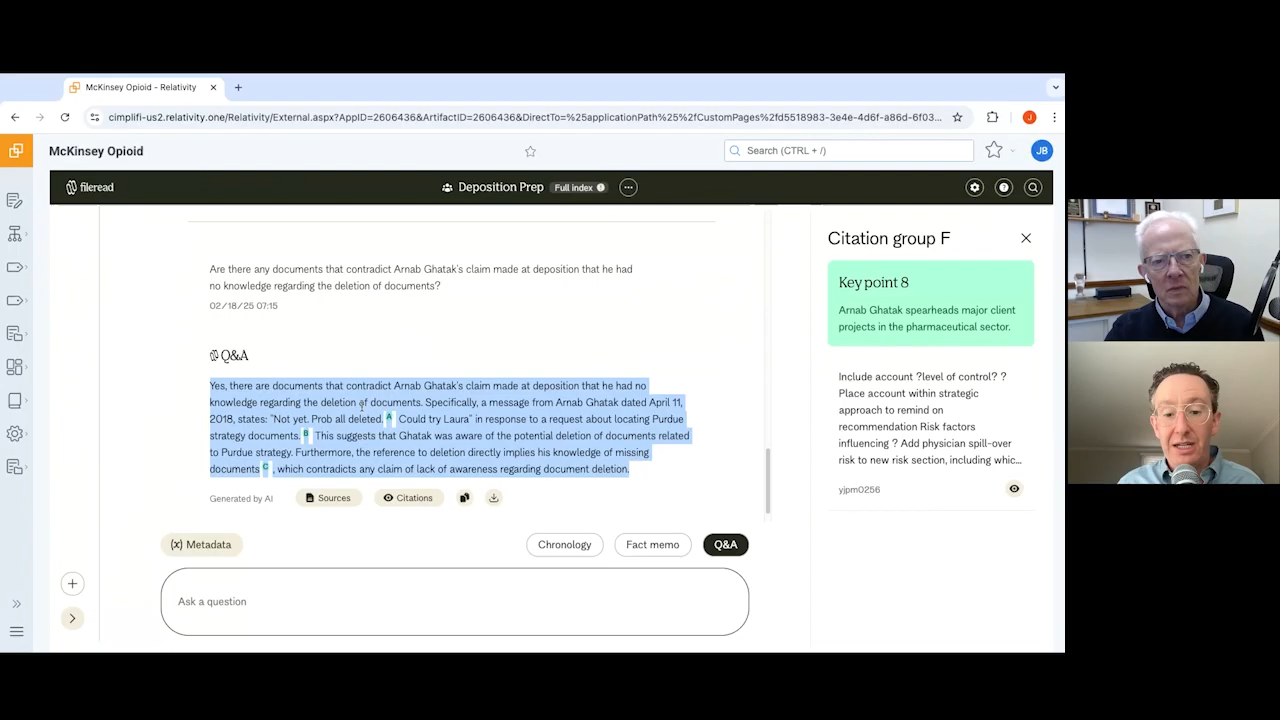 McKinsey Opioid - Relativity
cimplifi-us2.relativity.one/Relativity/External.aspx?AppID=2606436&ArtifactID=2606436&DirectTo=%25applicationPath%25%2fCustomPages%2fd5518983-3e4e-4d6f-a86d-6f03...
J
McKinsey Opioid
Search (CTRL + /)
JB
fileread
Deposition Prep
Full index
Are there any documents that contradict Arnab Ghatak's claim made at deposition that he had
no knowledge regarding the deletion of documents?
02/18/25 07:15
Q&A
Yes, there are documents that contradict Arnab Ghatak's claim made at deposition that he had no
knowledge regarding the deletion of documents. Specifically, a message from Arnab Ghatak dated April 11,
2018, states: "Not yet. Prob all deleted. A Could try Laura" in response to a request about locating Purdue
strategy documents. B This suggests that Ghatak was aware of the potential deletion of documents related
to Purdue strategy. Furthermore, the reference to deletion directly implies his knowledge of missing
documents C , which contradicts any claim of lack of awareness regarding document deletion.
Generated by AI
Sources
Citations
(x) Metadata
Chronology
Fact memo
Q&A
Ask a question
Citation group F
Key point 8
Arnab Ghatak spearheads major client
projects in the pharmaceutical sector.
Include account ?level of control? ?
Place account within strategic
approach to remind on
recommendation Risk factors
influencing ? Add physician spill-over
risk to new risk section, including whic...
yjpm0256